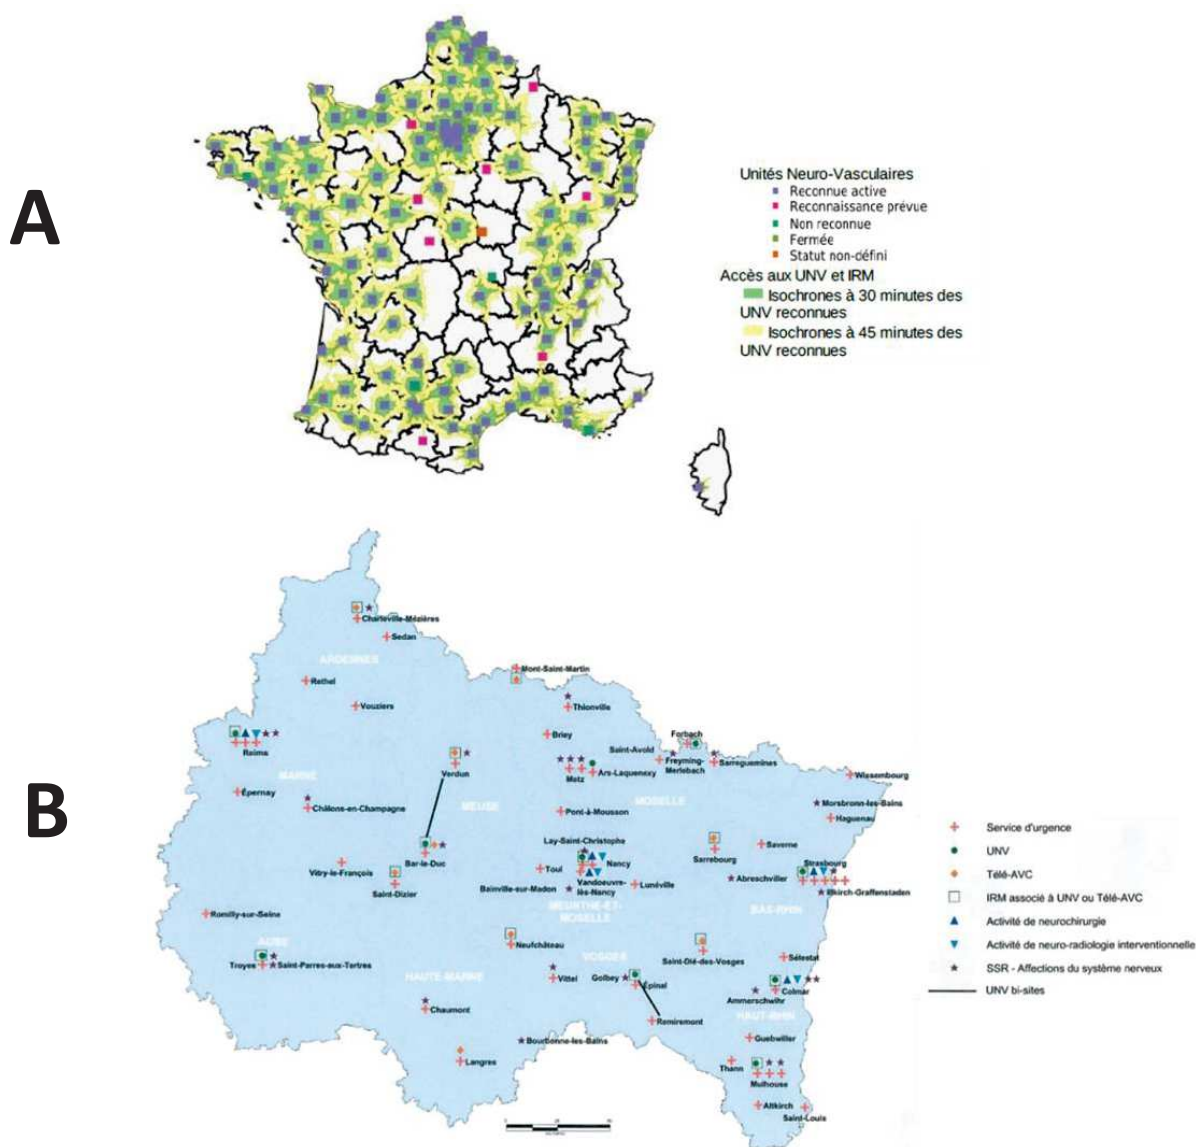 A
Unités Neuro-Vasculaires
Reconnue active
Reconnaissance prévue
Non reconnue
Fermée
Statut non-défini
Accès aux UNV et IRM
Isochrones à 30 minutes des
UNV reconnues
Isochrones à 45 minutes des
UNV reconnues
B
Charleville-Mézières
Sedan
ARDENNES
Mont-Saint-Martin
Rethel
Thionville
Vouziers
Briey
Forbach
Reims
Saint-Avold
Freyming-
Merlebach
Sarreguemines
Verdun
Metz
Ars-Laquenexy
Wissembourg
MARNE
Épernay
Châlons-en-Champagne
MEUSE
Pont-à-Mousson
MOSELLE
Morsbronn-les-Bains
Haguenau
Lay-Saint-Christophe
Saverne
Bar-le-Duc
Sarrebourg
Strasbourg
Vitry-le-François
Toul
Nancy
Saint-Dizier
Bainville-sur-Madon
Vandoeuvre-
lès-Nancy
Lunéville
Abreschviller
Illkirch-Graffenstaden
MEURTHE-ET-
MOSELLE
BAS-RHIN
Romilly-sur-Seine
AUBE
Neufchâteau
VOSGES
Saint-Dié-des-Vosges
Sélestat
Troyes
Saint-Parres-aux-Tertres
HAUTE-MARNE
Vittel
Golbey
Épinal
Colmar
Ammerschwihr
Chaumont
Remiremont
HAUT-RHIN
Bourbonne-les-Bains
Guebwiller
Langres
Thann
Mulhouse
Altkirch
Saint-Louis
Service d'urgence
UNV
Télé-AVC
IRM associé à UNV ou Télé-AVC
Activité de neurochirurgie
Activité de neuro-radiologie interventionnelle
SSR - Affections du système nerveux
UNV bi-sites